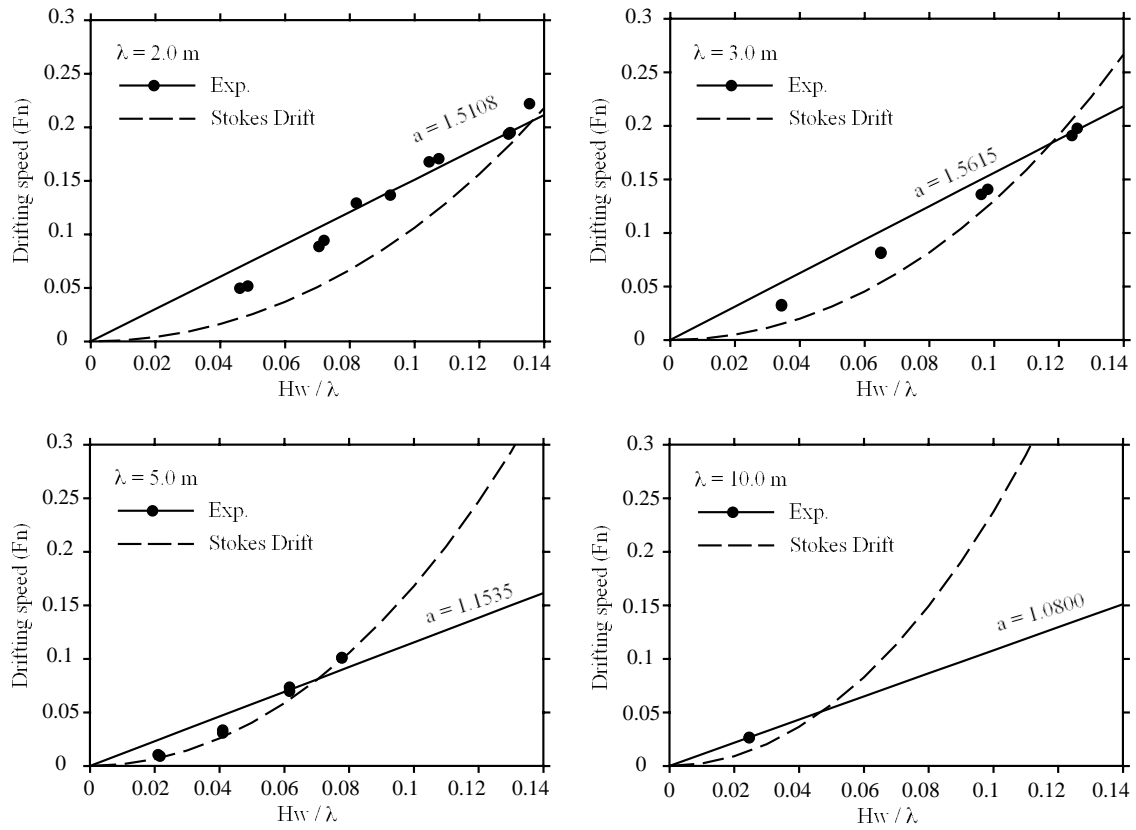 0.3
λ = 2.0 m
0.25
Exp.
Stokes Drift
a = 1.5108
0.2
0.15
Drifting speed (Fn)
0.1
0.05
0
0 0.02 0.04 0.06 0.08 0.1 0.12 0.14
Hw / λ
0.3
λ = 3.0 m
0.25
Exp.
Stokes Drift
0.2
a = 1.5615
0.15
Drifting speed (Fn)
0.1
0.05
0
0 0.02 0.04 0.06 0.08 0.1 0.12 0.14
Hw / λ
0.3
λ = 5.0 m
0.25
Exp.
Stokes Drift
0.2
0.15
a = 1.1535
Drifting speed (Fn)
0.1
0.05
0
0 0.02 0.04 0.06 0.08 0.1 0.12 0.14
Hw / λ
0.3
λ = 10.0 m
0.25
Exp.
Stokes Drift
0.2
0.15
a = 1.0800
Drifting speed (Fn)
0.1
0.05
0
0 0.02 0.04 0.06 0.08 0.1 0.12 0.14
Hw / λ